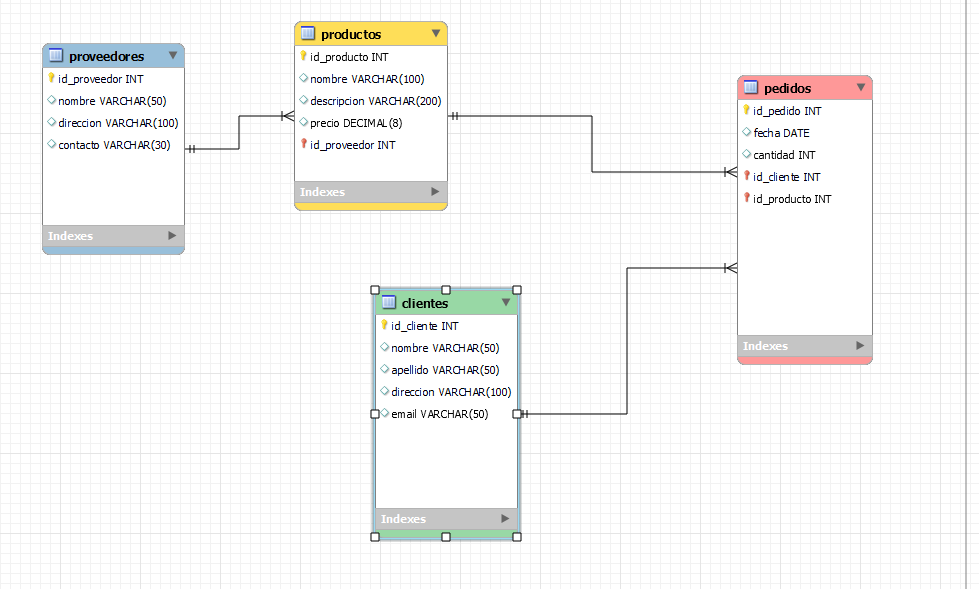 proveedores
id_proveedor INT
nombre VARCHAR(50)
direccion VARCHAR(100)
contacto VARCHAR(30)
Indexes
productos
id_producto INT
nombre VARCHAR(100)
descripcion VARCHAR(200)
precio DECIMAL(8)
id_proveedor INT
Indexes
pedidos
id_pedido INT
fecha DATE
cantidad INT
id_cliente INT
id_producto INT
Indexes
clientes
id_cliente INT
nombre VARCHAR(50)
apellido VARCHAR(50)
direccion VARCHAR(100)
email VARCHAR(50)
Indexes